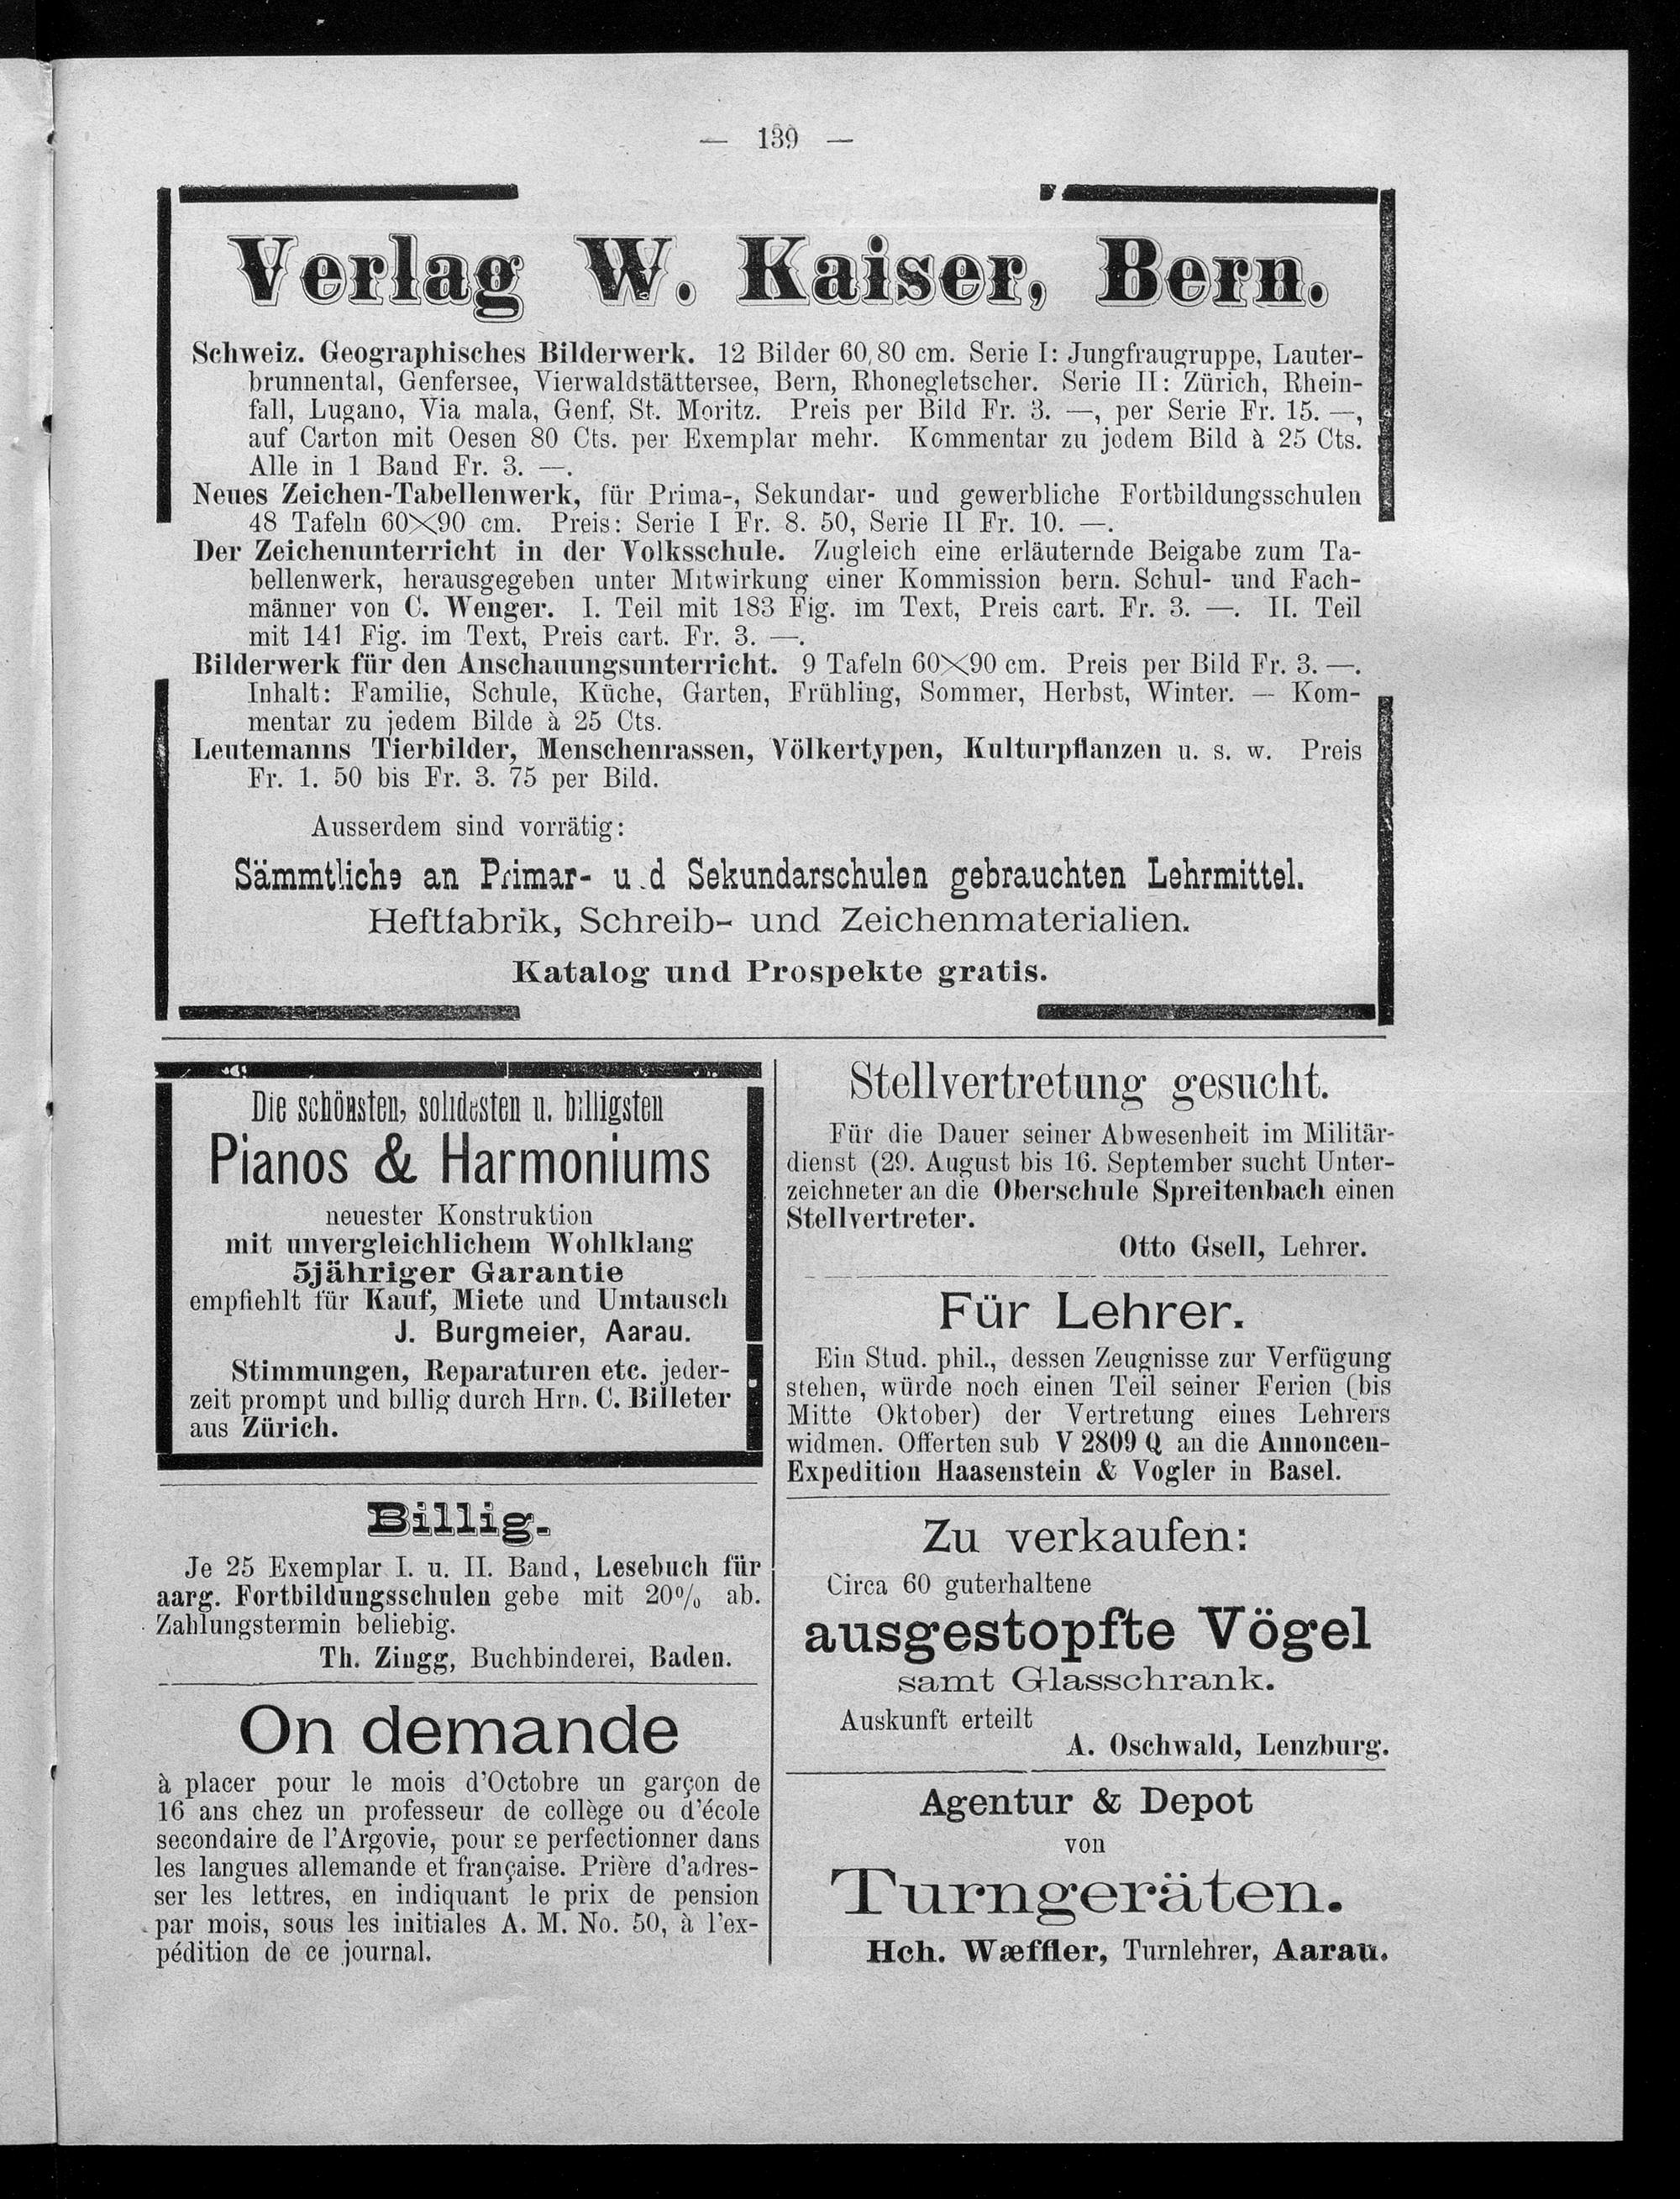 — 139 —
Verlag W. Kaiser, Bern.
Schweiz. Geographisches Bilderwerk. 12 Bilder 60,80 cm. Serie I: Jungfraugruppe, Lauter-
brunnental, Genfersee, Vierwaldstättersee, Bern, Rhonegletscher. Serie II: Zürich, Rhein-
fall, Lugano, Via mala, Genf, St. Moritz. Preis per Bild Fr. 3. —, per Serie Fr. 15. —,
auf Carton mit Oesen 80 Cts. per Exemplar mehr. Kommentar zu jedem Bild à 25 Cts.
Alle in 1 Band Fr. 3. —.
Neues Zeichen-Tabellenwerk, für Prima-, Sekundar- und gewerbliche Fortbildungsschulen
48 Tafeln 60×90 cm. Preis: Serie I Fr. 8. 50, Serie II Fr. 10. —.
Der Zeichenunterricht in der Volksschule. Zugleich eine erläuternde Beigabe zum Ta-
bellenwerk, herausgegeben unter Mitwirkung einer Kommission bern. Schul- und Fach-
männer von C. Wenger. I. Teil mit 183 Fig. im Text, Preis cart. Fr. 3. —. II. Teil
mit 141 Fig. im Text, Preis cart. Fr. 3. —.
Bilderwerk für den Anschauungsunterricht. 9 Tafeln 60×90 cm. Preis per Bild Fr. 3. —.
Inhalt: Familie, Schule, Küche, Garten, Frühling, Sommer, Herbst, Winter. — Kom-
mentar zu jedem Bilde à 25 Cts.
Leutemanns Tierbilder, Menschenrassen, Völkertypen, Kulturpflanzen u. s. w. Preis
Fr. 1. 50 bis Fr. 3. 75 per Bild.
Ausserdem sind vorrätig:
Sämmtliche an Primar- u.d Sekundarschulen gebrauchten Lehrmittel.
Heftfabrik, Schreib- und Zeichenmaterialien.
Katalog und Prospekte gratis.
Die schönsten, solidesten u. billigsten
Pianos & Harmoniums
neuester Konstruktion
mit unvergleichlichem Wohlklang
5jähriger Garantie
empfiehlt für Kauf, Miete und Umtausch
J. Burgmeier, Aarau.
Stimmungen, Reparaturen etc. jeder-
zeit prompt und billig durch Hrn. C. Billeter
aus Zürich.
Billig.
Je 25 Exemplar I. u. II. Band, Lesebuch für
aarg. Fortbildungsschulen gebe mit 20% ab.
Zahlungstermin beliebig.
Th. Zingg, Buchbinderei, Baden.
On demande
à placer pour le mois d'Octobre un garçon de
16 ans chez un professeur de collège ou d'école
secondaire de l'Argovie, pour se perfectionner dans
les langues allemande et française. Prière d'adres-
ser les lettres, en indiquant le prix de pension
par mois, sous les initiales A. M. No. 50, à l'ex-
pédition de ce journal.
Stellvertretung gesucht.
Für die Dauer seiner Abwesenheit im Militär-
dienst (29. August bis 16. September sucht Unter-
zeichneter an die Oberschule Spreitenbach einen
Stellvertreter.
Otto Gsell, Lehrer.
Für Lehrer.
Ein Stud. phil., dessen Zeugnisse zur Verfügung
stehen, würde noch einen Teil seiner Ferien (bis
Mitte Oktober) der Vertretung eines Lehrers
widmen. Offerten sub V 2809 Q an die Annoncen-
Expedition Haasenstein & Vogler in Basel.
Zu verkaufen:
Circa 60 guterhaltene
ausgestopfte Vögel
samt Glasschrank.
Auskunft erteilt
A. Oschwald, Lenzburg.
Agentur & Depot
von
Turngeräten.
Hch. Wæffler, Turnlehrer, Aarau.